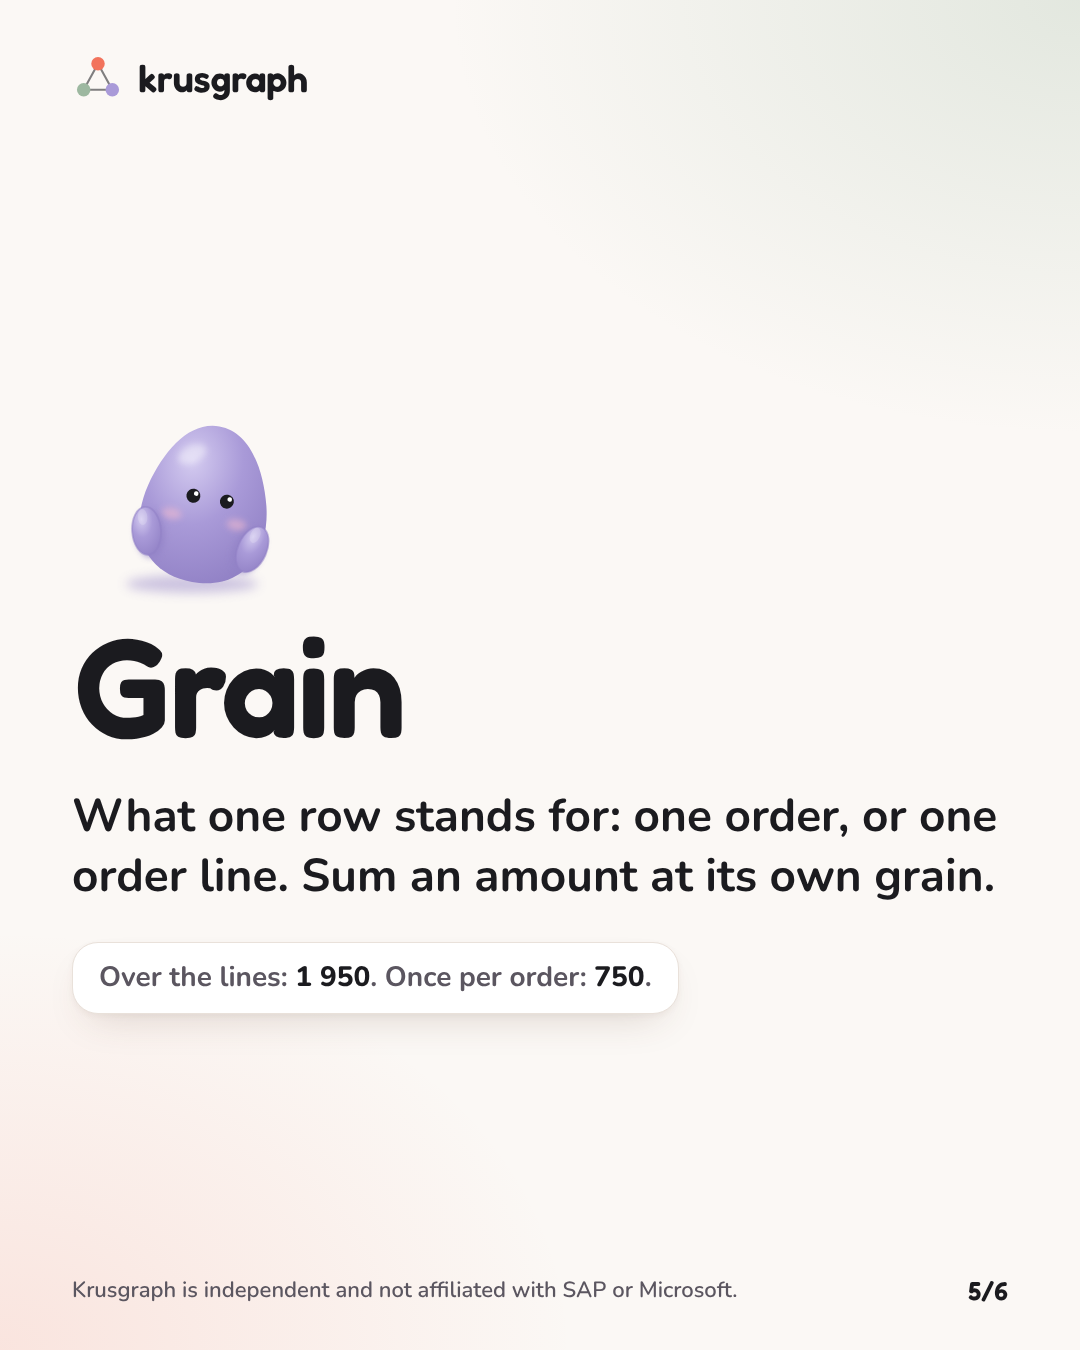 krusgraph
Grain
What one row stands for: one order, or one
order line. Sum an amount at its own grain.
Over the lines: 1 950. Once per order: 750.
Krusgraph is independent and not affiliated with SAP or Microsoft.
5/6